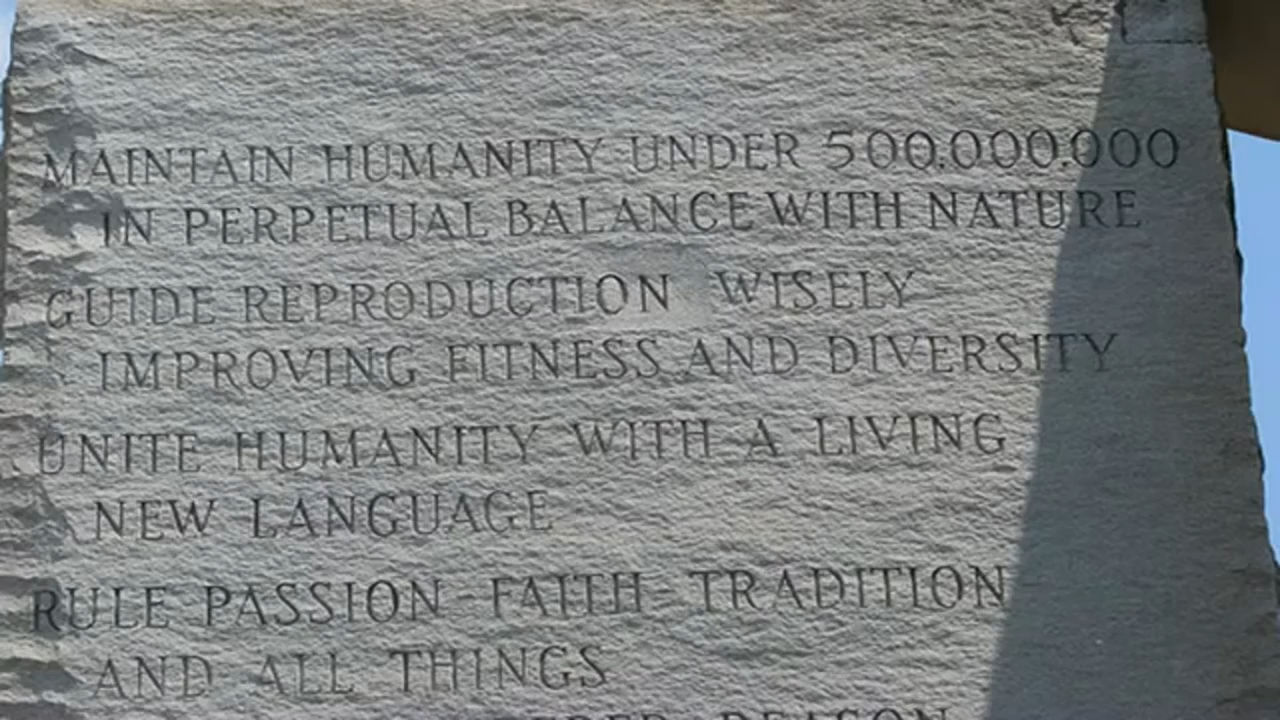 MAINTAIN HUMANITY UNDER 500,000,000
IN PERPETUAL BALANCE WITH NATURE
GUIDE REPRODUCTION WISELY
IMPROVING FITNESS AND DIVERSITY
UNITE HUMANITY WITH A LIVING
NEW LANGUAGE
RULE PASSION - FAITH - TRADITION
AND ALL THINGS
REASON